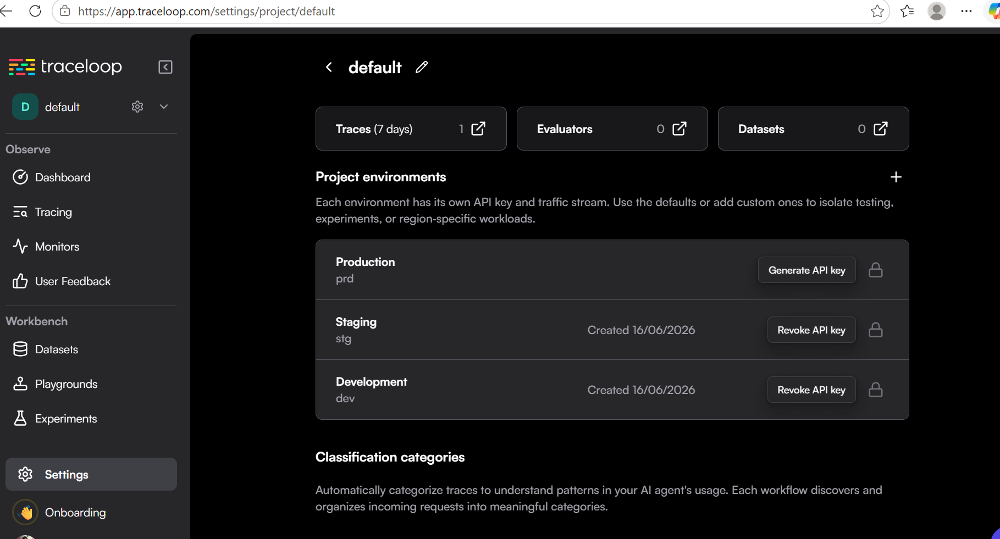 https://app.traceloop.com/settings/project/default
traceloop
D default
Observe
Dashboard
Tracing
Monitors
User Feedback
Workbench
Datasets
Playgrounds
Experiments
Settings
Onboarding
default
Traces (7 days) 1
Evaluators 0
Datasets 0
Project environments
Each environment has its own API key and traffic stream. Use the defaults or add custom ones to isolate testing,
experiments, or region-specific workloads.
Production
prd
Generate API key
Staging
stg
Created 16/06/2026
Revoke API key
Development
dev
Created 16/06/2026
Revoke API key
Classification categories
Automatically categorize traces to understand patterns in your AI agent's usage. Each workflow discovers and
organizes incoming requests into meaningful categories.